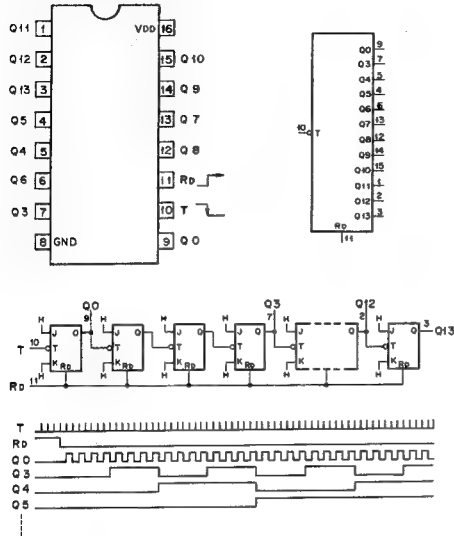 Q11 1 VDD 16
Q12 2 15 Q10
Q13 3 14 Q9
Q5 4 13 Q7
Q4 5 12 Q8
Q6 6 11 RD
Q3 7 10 T
8 GND 9 Q0
10 T
Q0 9
Q3 7
Q4 5
Q5 4
Q6 6
Q7 13
Q8 12
Q9 14
Q10 15
Q11 1
Q12 2
Q13 3
RD
11
Q0 Q3 Q12
H 9 H H H 7 H 2 H
J Q J Q J Q J Q J Q J Q 3 Q13
T 10 T T T T T T
K RD K K K RD K K RD
H H H H H H
RD 11
T
RD
Q0
Q3
Q4
Q5